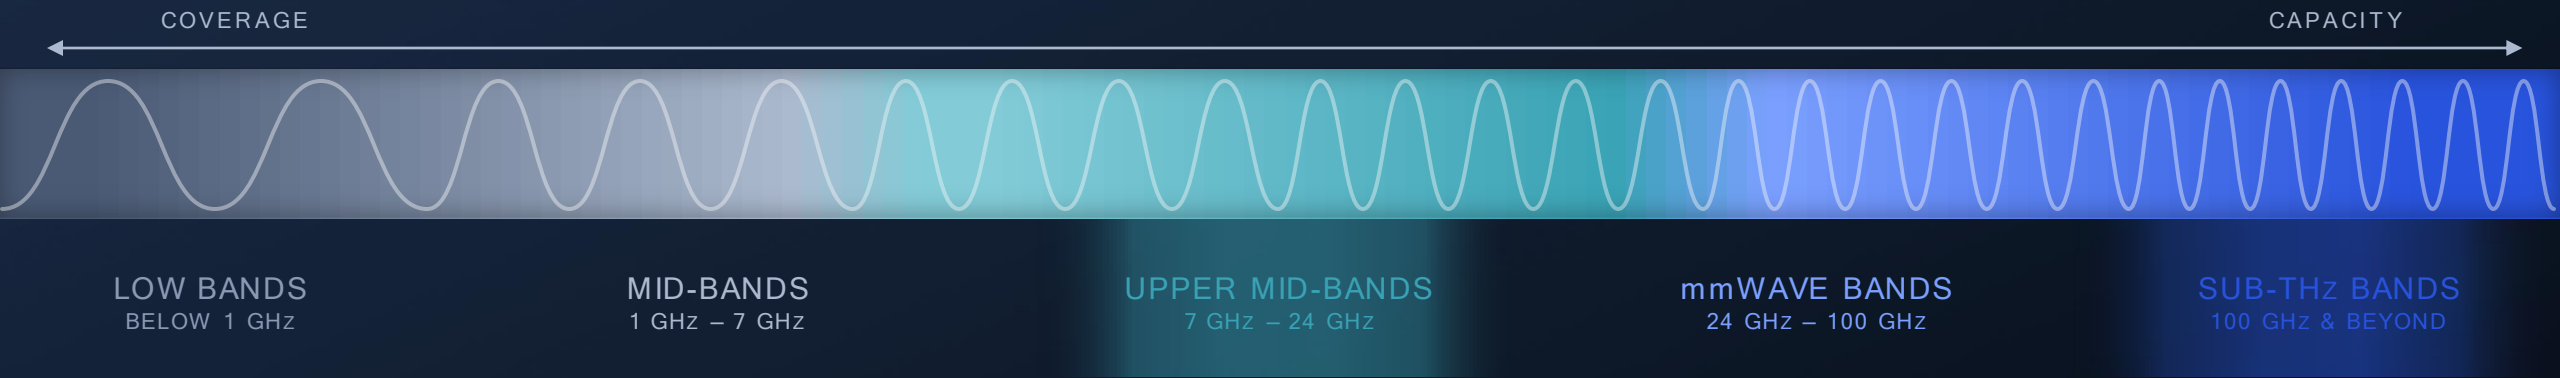 COVERAGE
CAPACITY
LOW BANDS
BELOW 1 GHz
MID-BANDS
1 GHz – 7 GHz
UPPER MID-BANDS
7 GHz – 24 GHz
mmWAVE BANDS
24 GHz – 100 GHz
SUB-THz BANDS
100 GHz & BEYOND